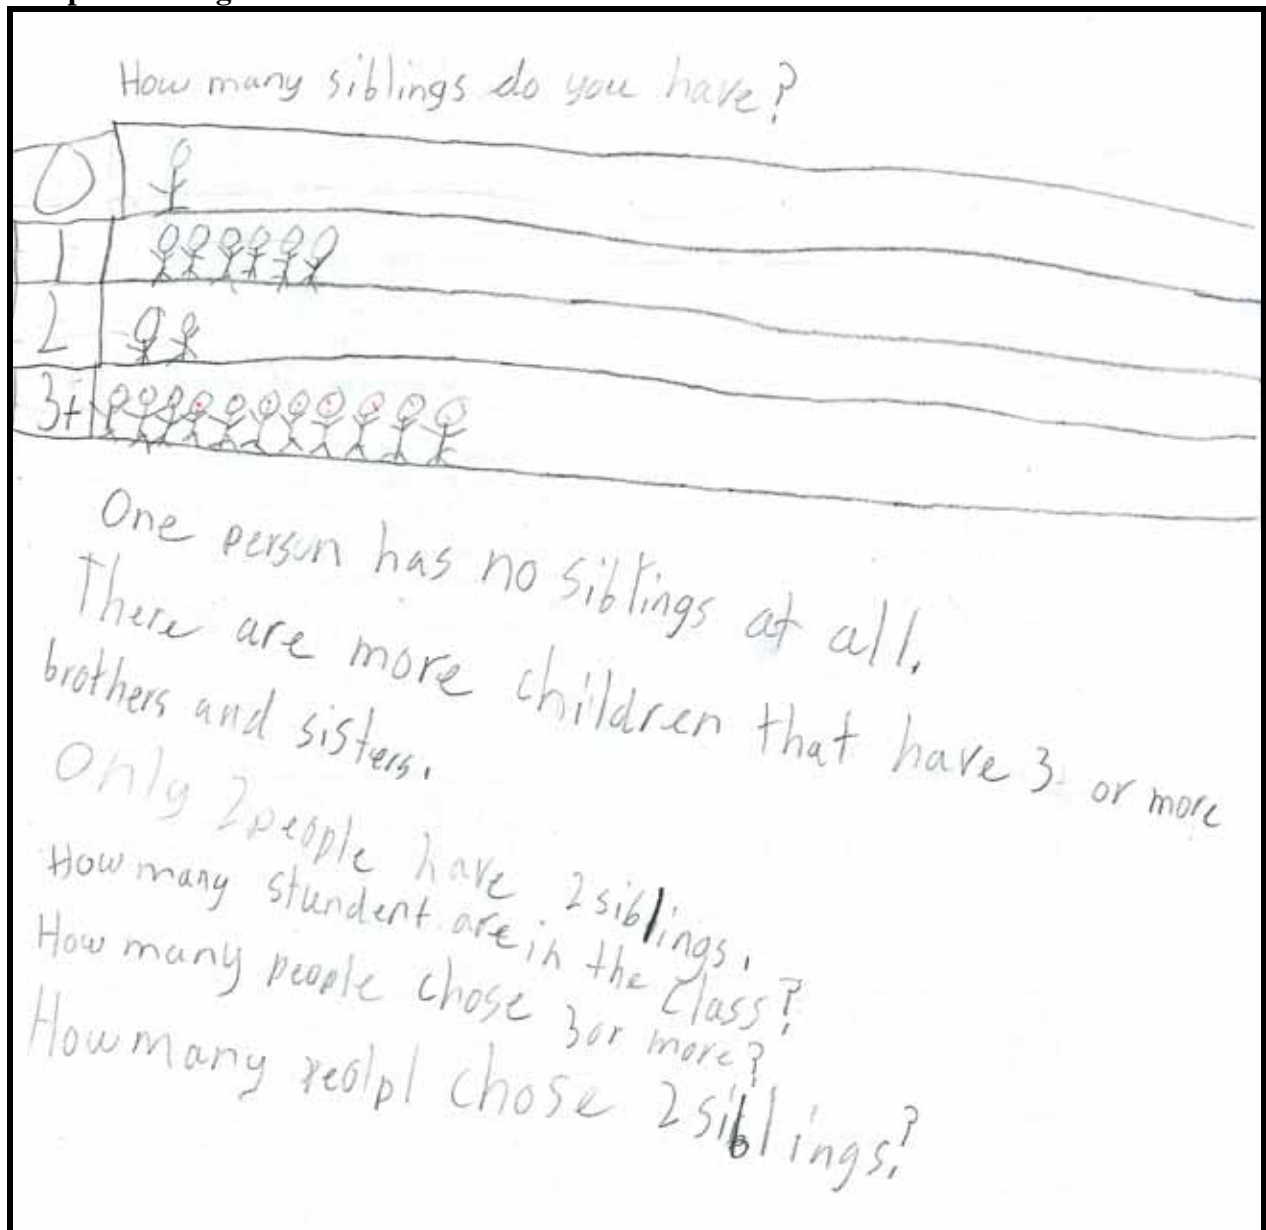 How many siblings do you have?
0
1
2
3+
One person has no siblings at all.
There are more children that have 3 or more
brothers and sisters.
Only 2 people have 2 siblings.
How many stundent are in the Class?
How many people chose 3 or more?
How many chose 2 siblings?